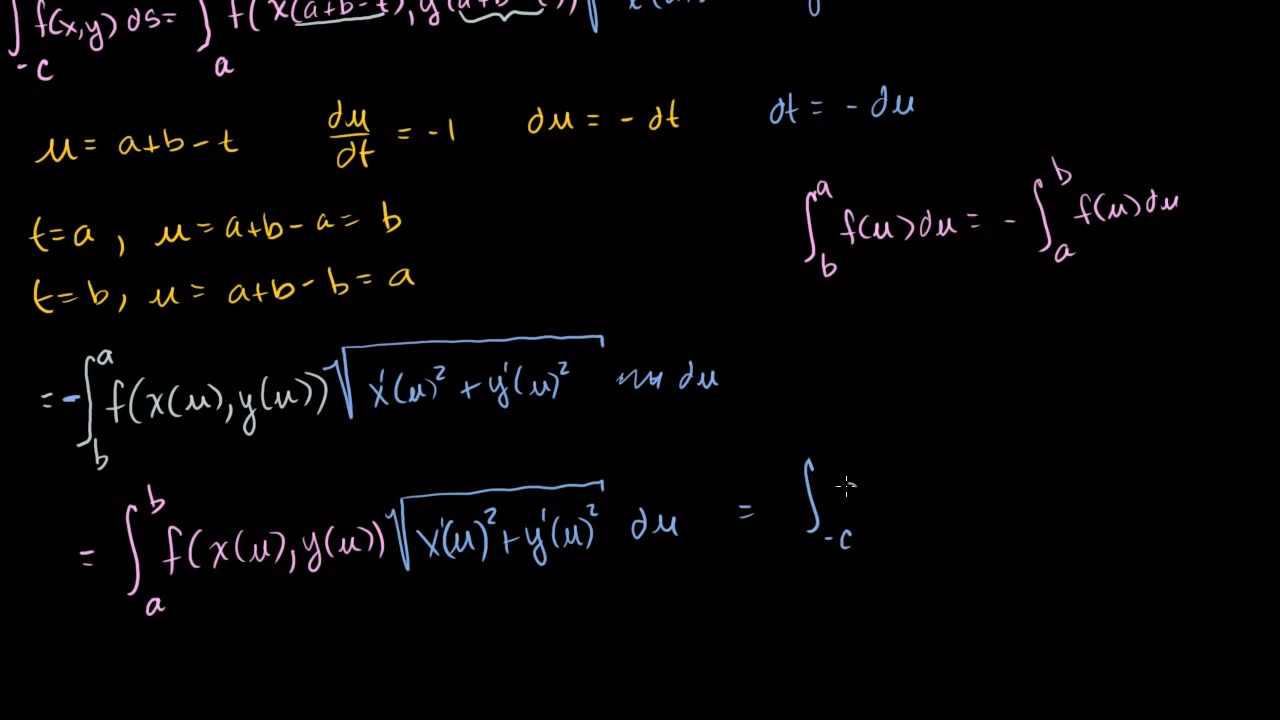 ∫_{-C} f(x,y) ds = ∫_a f(x(a+b-t), y(a+b-t)) √ x'(a+
u = a+b-t    du/dt = -1    du = -dt    dt = -du
t=a, u = a+b-a = b    ∫_b^a f(u)du = -∫_a^b f(u)du
t=b, u = a+b-b = a
= -∫_b^a f(x(u), y(u)) √(x'(u)² + y'(u)²) du
= ∫_a^b f(x(u), y(u)) √(x'(u)² + y'(u)²) du = ∫_{-C}